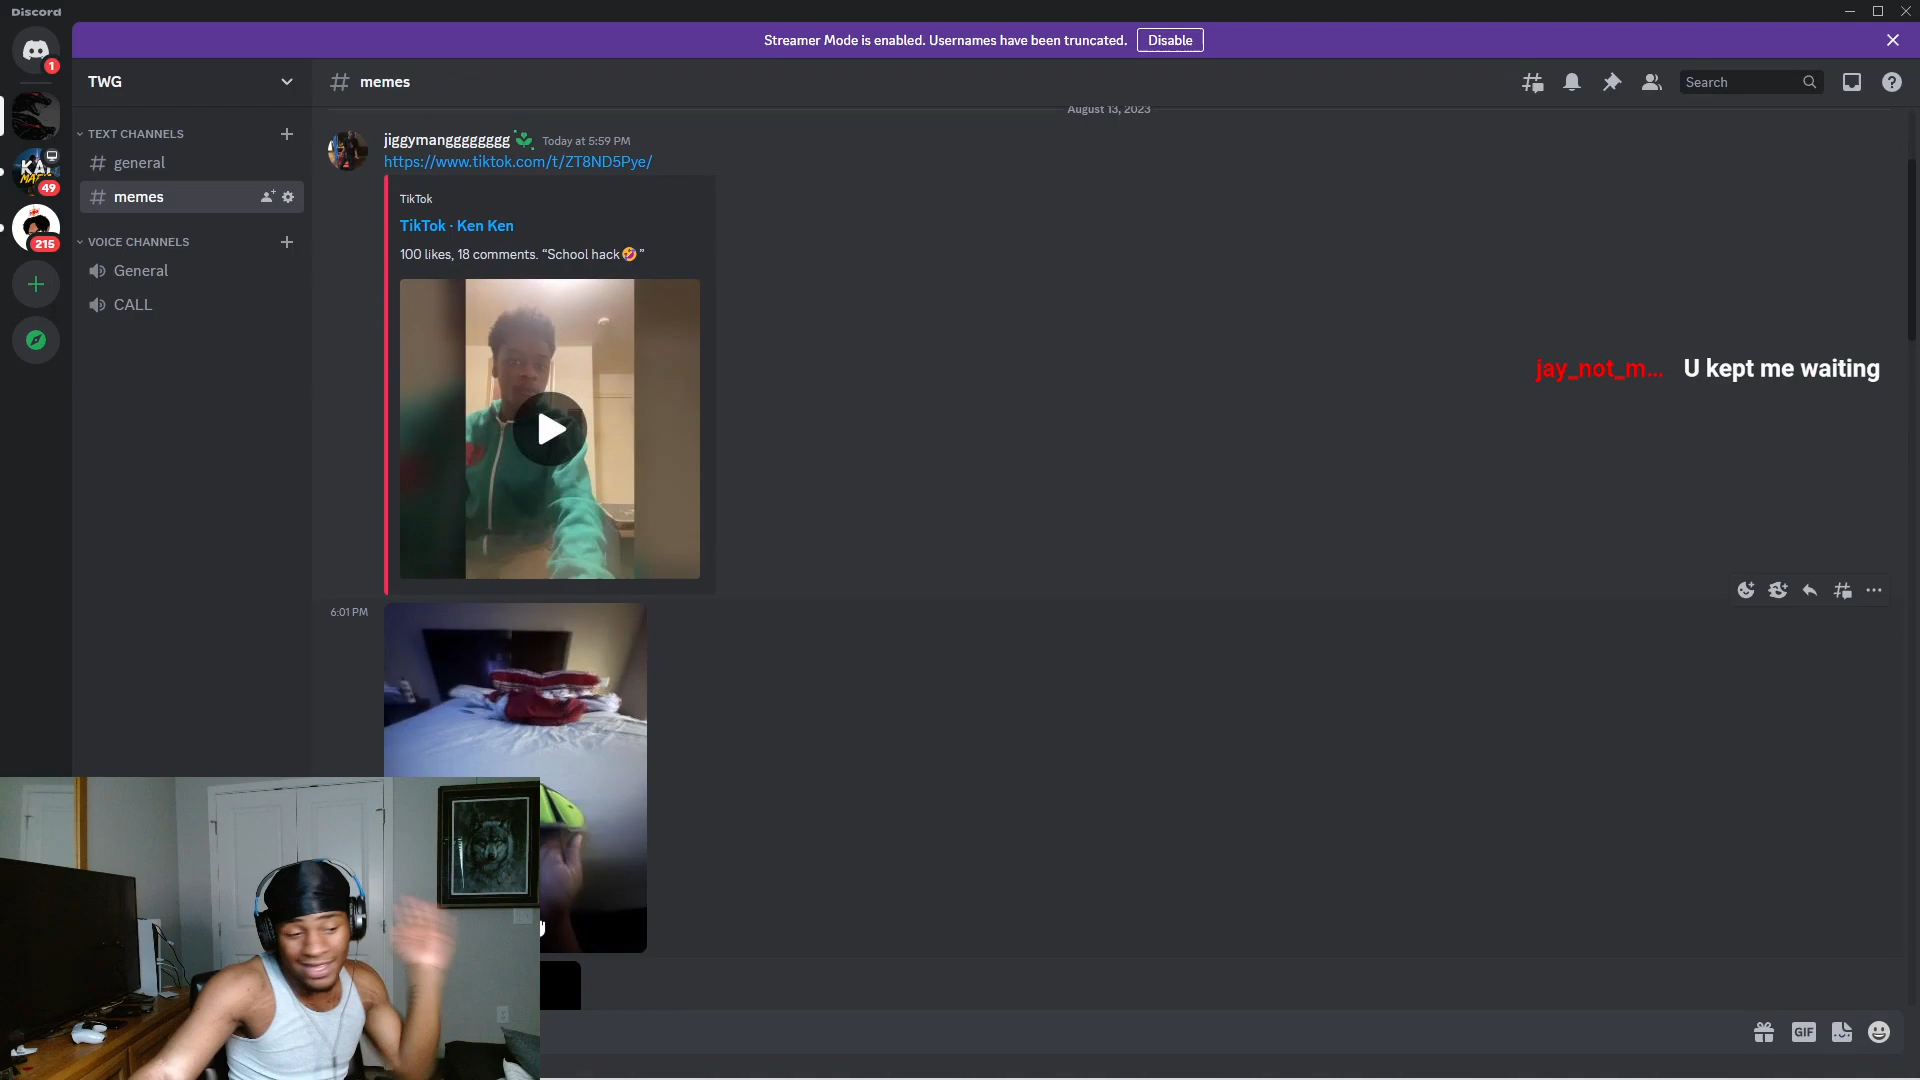 Discord
Streamer Mode is enabled. Usernames have been truncated.
Disable
1
TWG
memes
Search
August 13, 2023
TEXT CHANNELS
general
memes
49
215
VOICE CHANNELS
General
CALL
jiggymanggggggggg Today at 5:59 PM
https://www.tiktok.com/t/ZT8ND5Pye/
TikTok
TikTok · Ken Ken
100 likes, 18 comments. “School hack🤣”
jay_not_m... U kept me waiting
6:01 PM
GIF